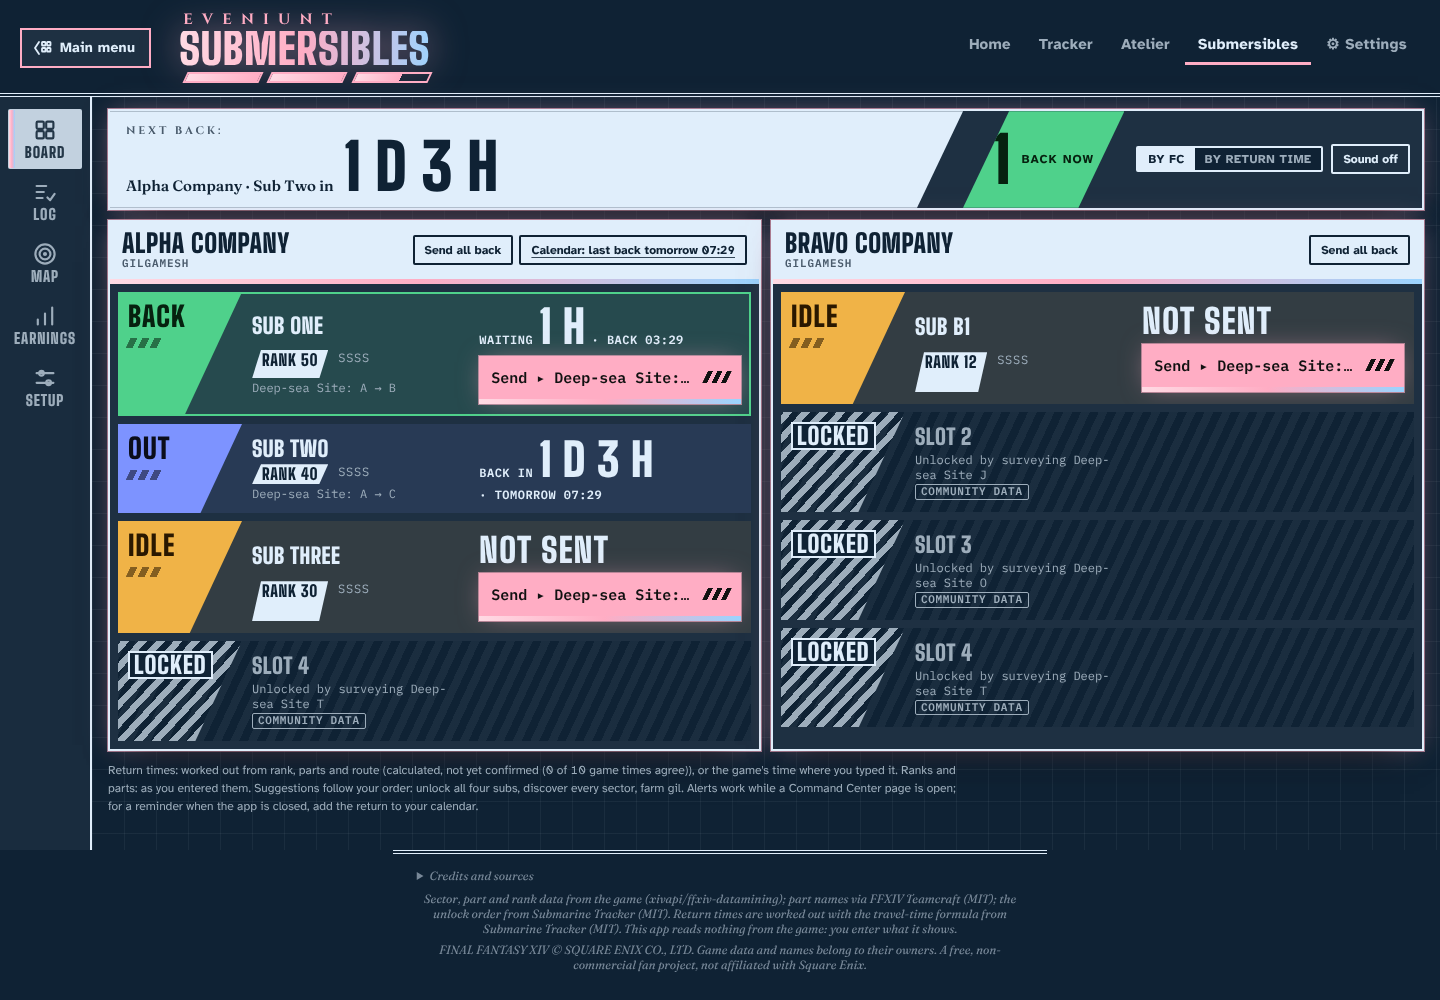 Main menu
EVENIUNT
SUBMERSIBLES
Home
Tracker
Atelier
Submersibles
Settings
BOARD
LOG
MAP
EARNINGS
SETUP
NEXT BACK:
Alpha Company · Sub Two in 1D3H
1 BACK NOW
BY FC
BY RETURN TIME
Sound off
ALPHA COMPANY
GILGAMESH
Send all back
Calendar: last back tomorrow 07:29
BACK
SUB ONE
RANK 50 SSSS
Deep-sea Site: A → B
WAITING 1H · BACK 03:29
Send ▸ Deep-sea Site:…
OUT
SUB TWO
RANK 40 SSSS
Deep-sea Site: A → C
BACK IN 1D3H
· TOMORROW 07:29
IDLE
SUB THREE
RANK 30 SSSS
NOT SENT
Send ▸ Deep-sea Site:…
LOCKED
SLOT 4
Unlocked by surveying Deep-
sea Site T
COMMUNITY DATA
BRAVO COMPANY
GILGAMESH
Send all back
IDLE
SUB B1
RANK 12 SSSS
NOT SENT
Send ▸ Deep-sea Site:…
LOCKED
SLOT 2
Unlocked by surveying Deep-
sea Site J
COMMUNITY DATA
LOCKED
SLOT 3
Unlocked by surveying Deep-
sea Site O
COMMUNITY DATA
LOCKED
SLOT 4
Unlocked by surveying Deep-
sea Site T
COMMUNITY DATA
Return times: worked out from rank, parts and route (calculated, not yet confirmed (0 of 10 game times agree)), or the game's time where you typed it. Ranks and
parts: as you entered them. Suggestions follow your order: unlock all four subs, discover every sector, farm gil. Alerts work while a Command Center page is open;
for a reminder when the app is closed, add the return to your calendar.
Credits and sources
Sector, part and rank data from the game (xivapi/ffxiv-datamining); part names via FFXIV Teamcraft (MIT); the
unlock order from Submarine Tracker (MIT). Return times are worked out with the travel-time formula from
Submarine Tracker (MIT). This app reads nothing from the game: you enter what it shows.
FINAL FANTASY XIV © SQUARE ENIX CO., LTD. Game data and names belong to their owners. A free, non-
commercial fan project, not affiliated with Square Enix.